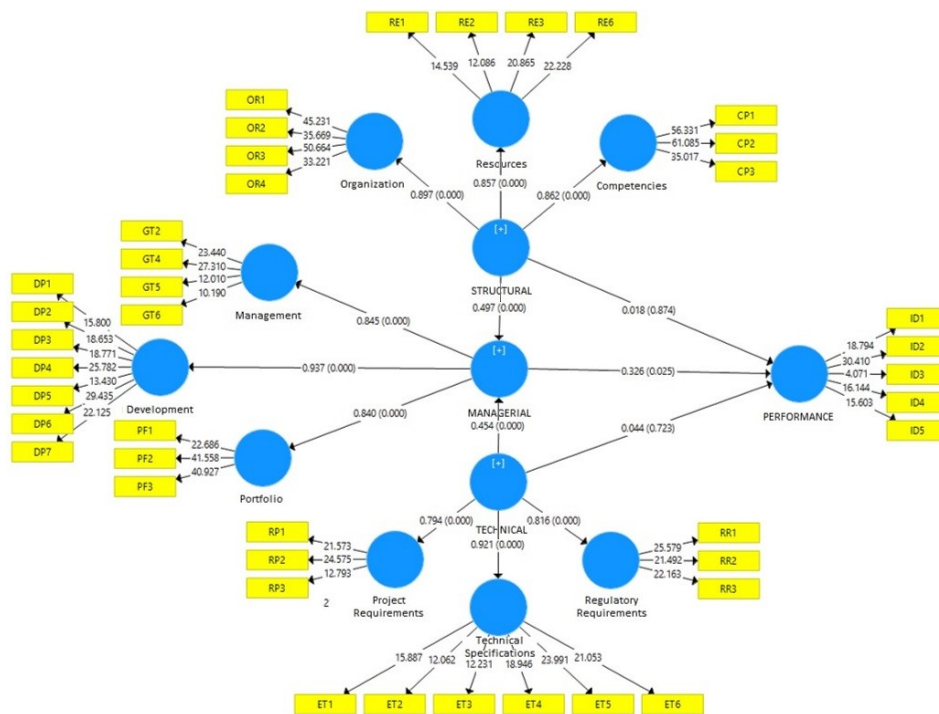 RE1
RE2
RE3
RE6
14.539
12.086
20.865
22.228
OR1
OR2
OR3
OR4
45.231
35.669
50.664
33.221
Organization
Resources
CP1
CP2
CP3
56.331
61.085
35.017
Competencies
0.897 (0.000)
0.857 (0.000)
0.862 (0.000)
GT2
GT4
GT5
GT6
23.440
27.310
12.010
10.190
Management
[+]
STRUCTURAL
0.497 (0.000)
0.018 (0.874)
DP1
DP2
DP3
DP4
DP5
DP6
DP7
15.800
18.653
18.771
25.782
13.430
29.435
22.125
Development
0.845 (0.000)
0.937 (0.000)
0.840 (0.000)
[+]
MANAGERIAL
0.454 (0.000)
0.326 (0.025)
0.044 (0.723)
ID1
ID2
ID3
ID4
ID5
18.794
30.410
4.071
16.144
15.603
PERFORMANCE
PF1
PF2
PF3
22.686
41.558
40.927
Portfolio
[+]
TECHNICAL
0.794 (0.000)
0.921 (0.000)
0.816 (0.000)
RP1
RP2
RP3
21.573
24.575
12.793
2
Project
Requirements
RR1
RR2
RR3
25.579
21.492
22.163
Regulatory
Requirements
Technical
Specifications
15.887
12.062
12.231
18.946
23.991
21.053
ET1
ET2
ET3
ET4
ET5
ET6